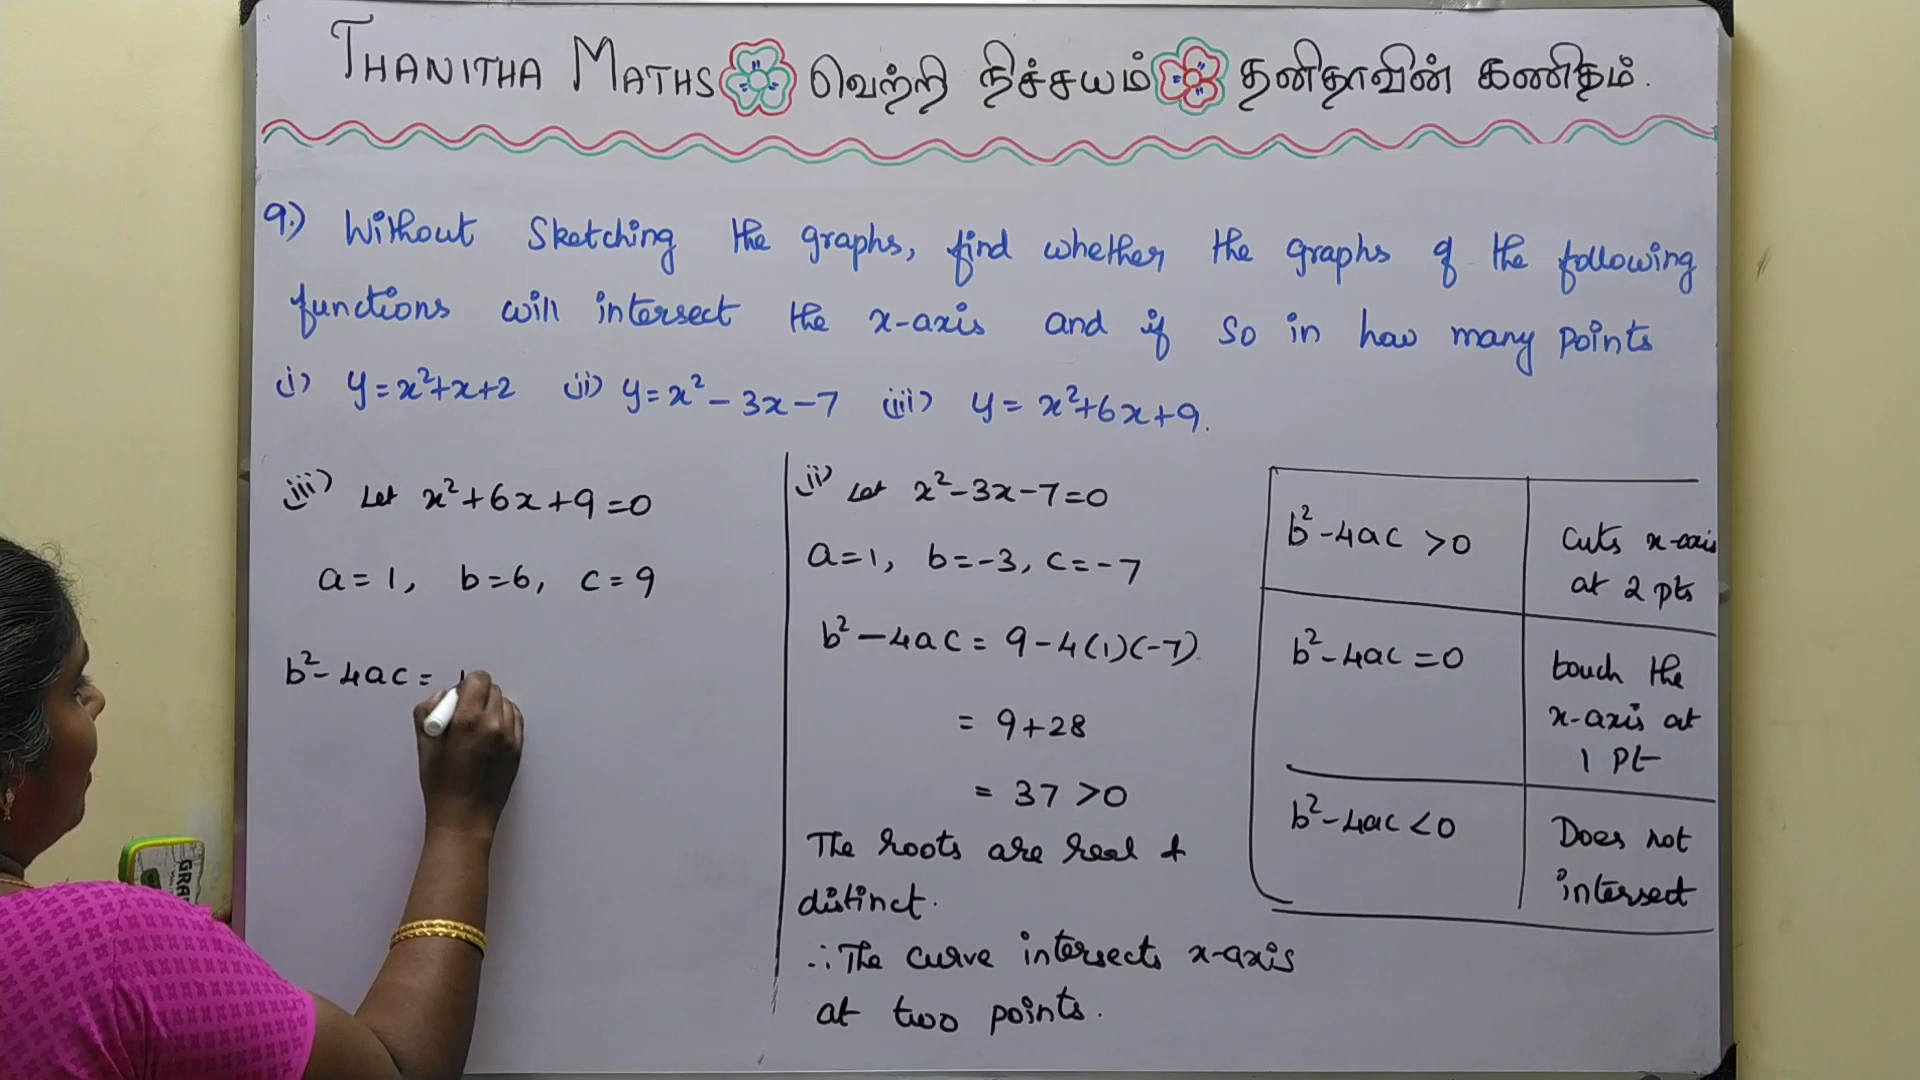 THANITHA MATHS வெற்றி நிச்சயம் தனிதாவின் கணிதம்.
9.) Without Sketching the graphs, find whether the graphs of the following
functions will intersect the x-axis and if so in how many points
i) y=x²+x+2 ii) y=x²-3x-7 iii) y=x²+6x+9.
iii) Let x²+6x+9=0
a=1, b=6, c=9
b²-4ac =
ii) Let x²-3x-7=0
a=1, b=-3, c=-7
b²-4ac = 9-4(1)(-7)
= 9+28
= 37 >0
The roots are real &
distinct.
∴ The curve intersects x-axis
at two points.
b²-4ac >0
Cuts x-axis
at 2 pts
b²-4ac =0
touch the
x-axis at
1 Pt
b²-4ac <0
Does not
intersect
GRA